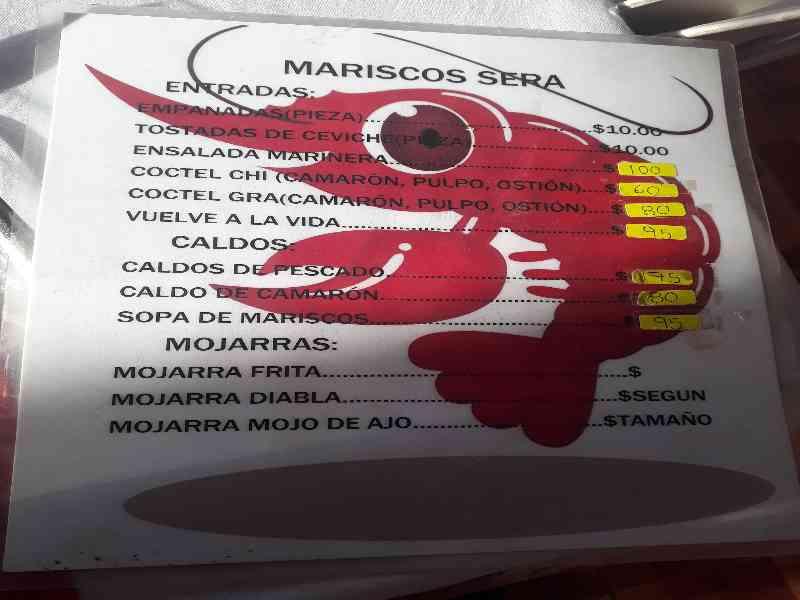 MARISCOS SERA
ENTRADAS:
EMPANADAS(PIEZA)....................$10.00
TOSTADAS DE CEVICHE(PIEZA)....................$10.00
ENSALADA MARINERA....................$ 100
COCTEL CHI (CAMARÓN, PULPO, OSTIÓN)....$ 60
COCTEL GRA(CAMARÓN, PULPO, OSTIÓN)....$ 80
VUELVE A LA VIDA....................$ 95
CALDOS:
CALDOS DE PESCADO....................$
CALDO DE CAMARÓN....................$ 80
SOPA DE MARISCOS....................$ 95
MOJARRAS:
MOJARRA FRITA....................$
MOJARRA DIABLA....................$SEGUN
MOJARRA MOJO DE AJO....................$TAMAÑO